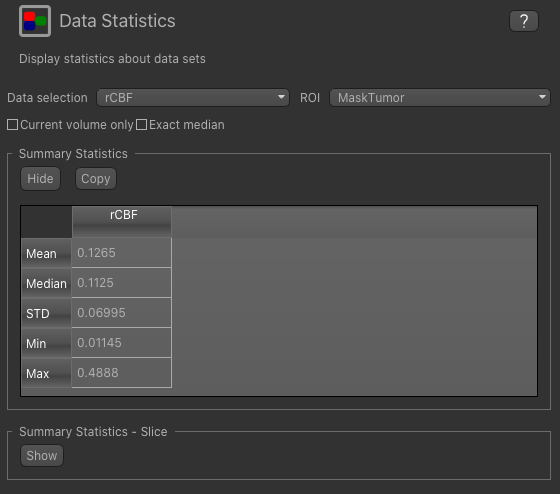 Data Statistics
?
Display statistics about data sets
Data selection rCBF ROI MaskTumor
Current volume only Exact median
Summary Statistics
Hide Copy
rCBF
Mean 0.1265
Median 0.1125
STD 0.06995
Min 0.01145
Max 0.4888
Summary Statistics - Slice
Show